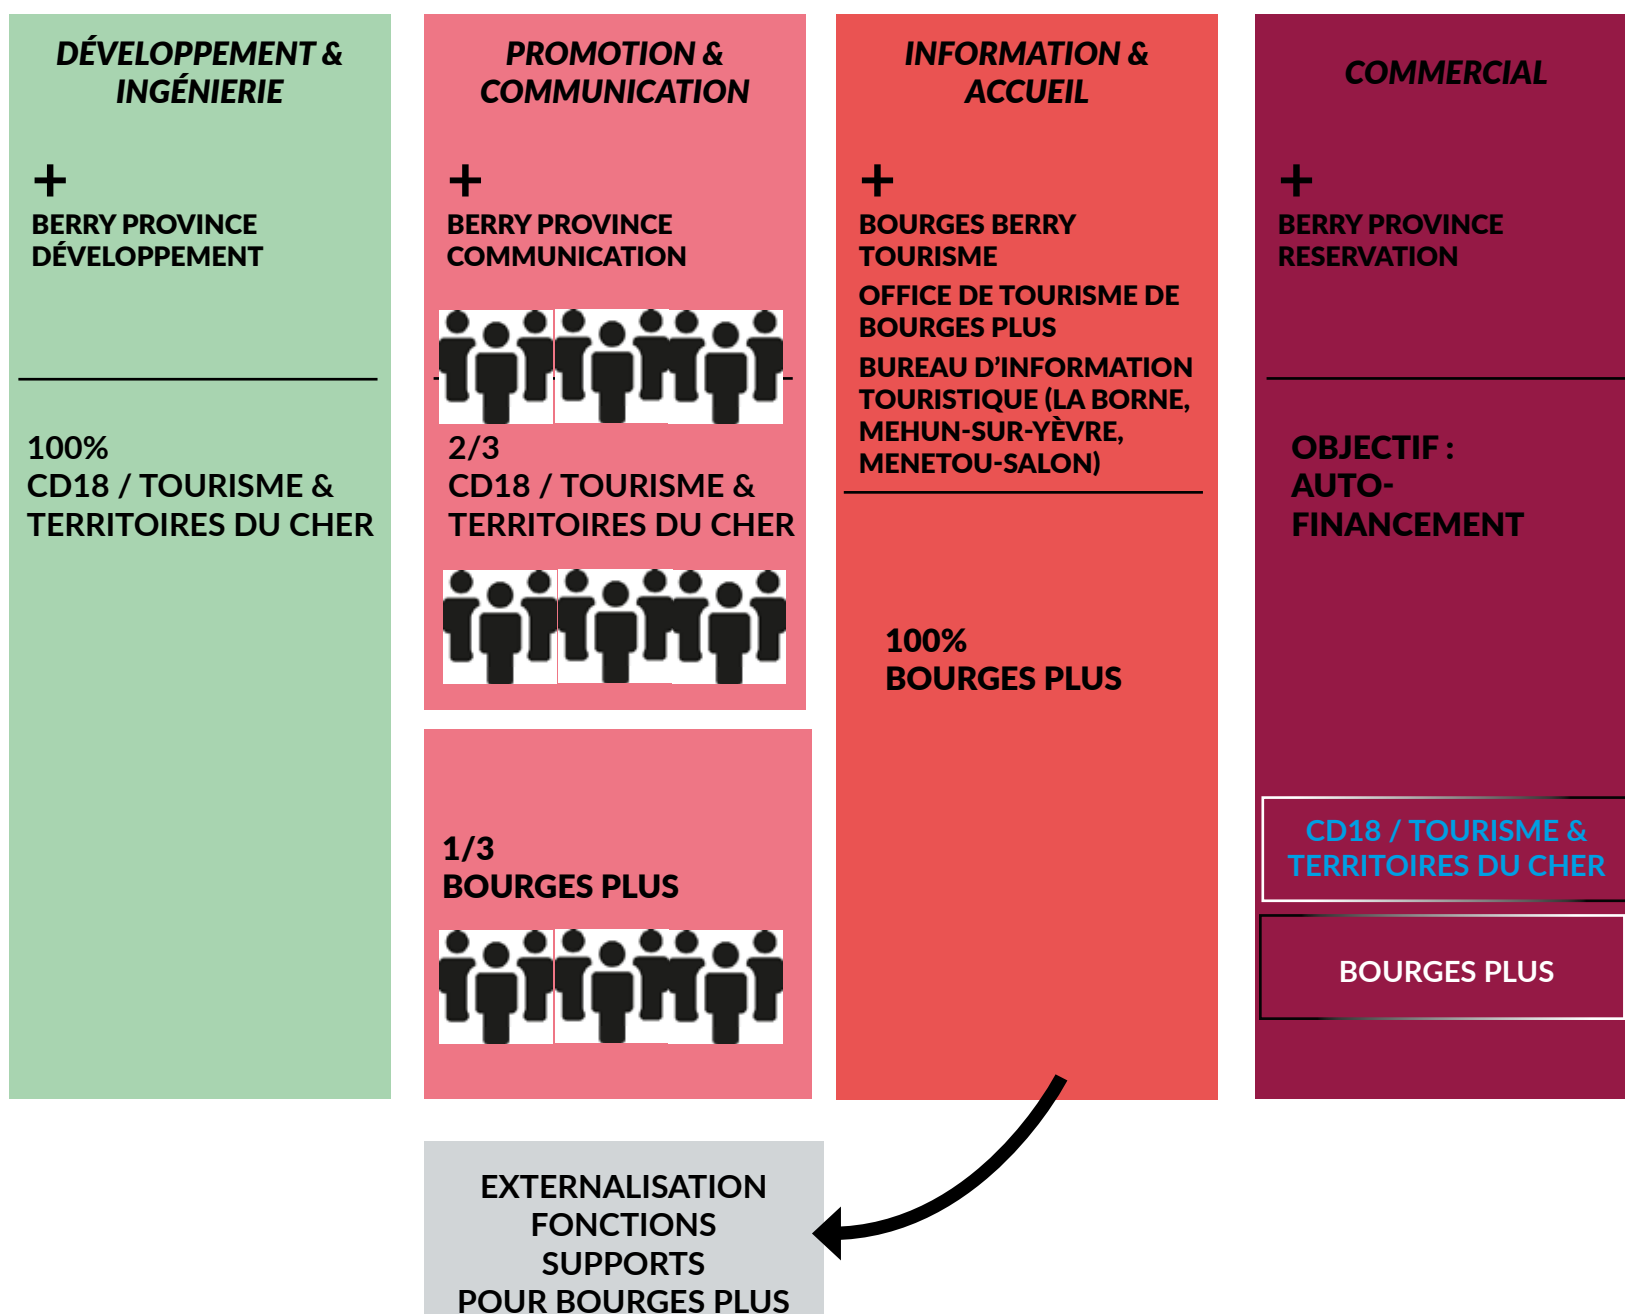 DÉVELOPPEMENT &
INGÉNIERIE
+
BERRY PROVINCE
DÉVELOPPEMENT
100%
CD18 / TOURISME &
TERRITOIRES DU CHER
PROMOTION &
COMMUNICATION
+
BERRY PROVINCE
COMMUNICATION
2/3
CD18 / TOURISME &
TERRITOIRES DU CHER
1/3
BOURGES PLUS
INFORMATION &
ACCUEIL
+
BOURGES BERRY
TOURISME
OFFICE DE TOURISME DE
BOURGES PLUS
BUREAU D’INFORMATION
TOURISTIQUE (LA BORNE,
MEHUN-SUR-YÈVRE,
MENETOU-SALON)
100%
BOURGES PLUS
COMMERCIAL
+
BERRY PROVINCE
RESERVATION
OBJECTIF :
AUTO-
FINANCEMENT
CD18 / TOURISME &
TERRITOIRES DU CHER
BOURGES PLUS
EXTERNALISATION
FONCTIONS
SUPPORTS
POUR BOURGES PLUS